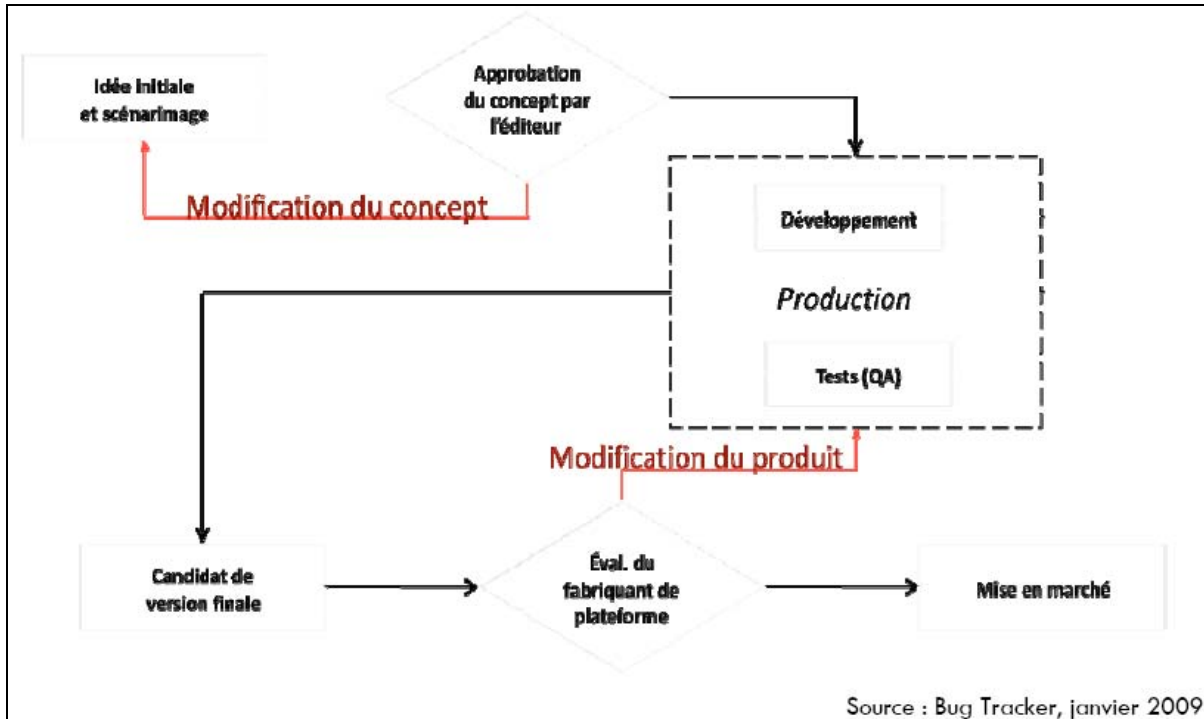 Idée initiale
et scénarimage
Approbation
du concept par
l'éditeur
Modification du concept
Développement
Production
Tests (QA)
Modification du produit
Candidat de
version finale
Éval. du
fabriquant de
plateforme
Mise en marché
Source : Bug Tracker, janvier 2009